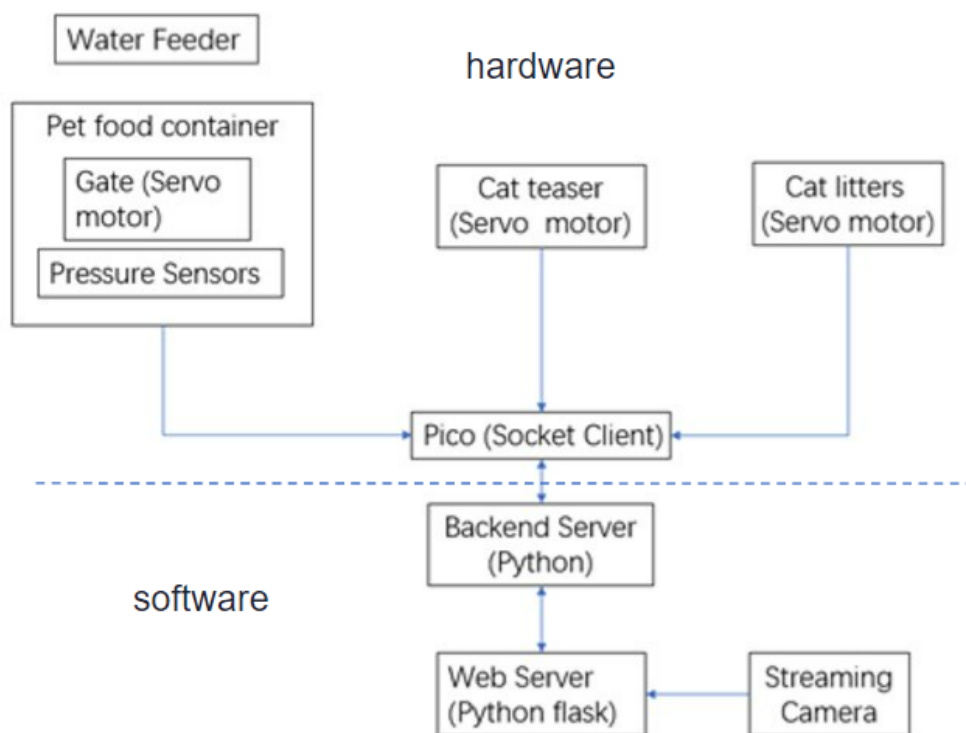 Water Feeder
hardware
Pet food container
Gate (Servo
motor)
Pressure Sensors
Cat teaser
(Servo motor)
Cat litters
(Servo motor)
Pico (Socket Client)
Backend Server
(Python)
software
Web Server
(Python flask)
Streaming
Camera